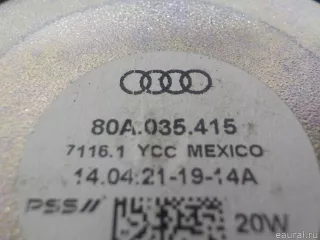 80A.035.415
7116.1 YCC MEXICO
14.04.21-19-14A
PSS//
20W
eaural.ru